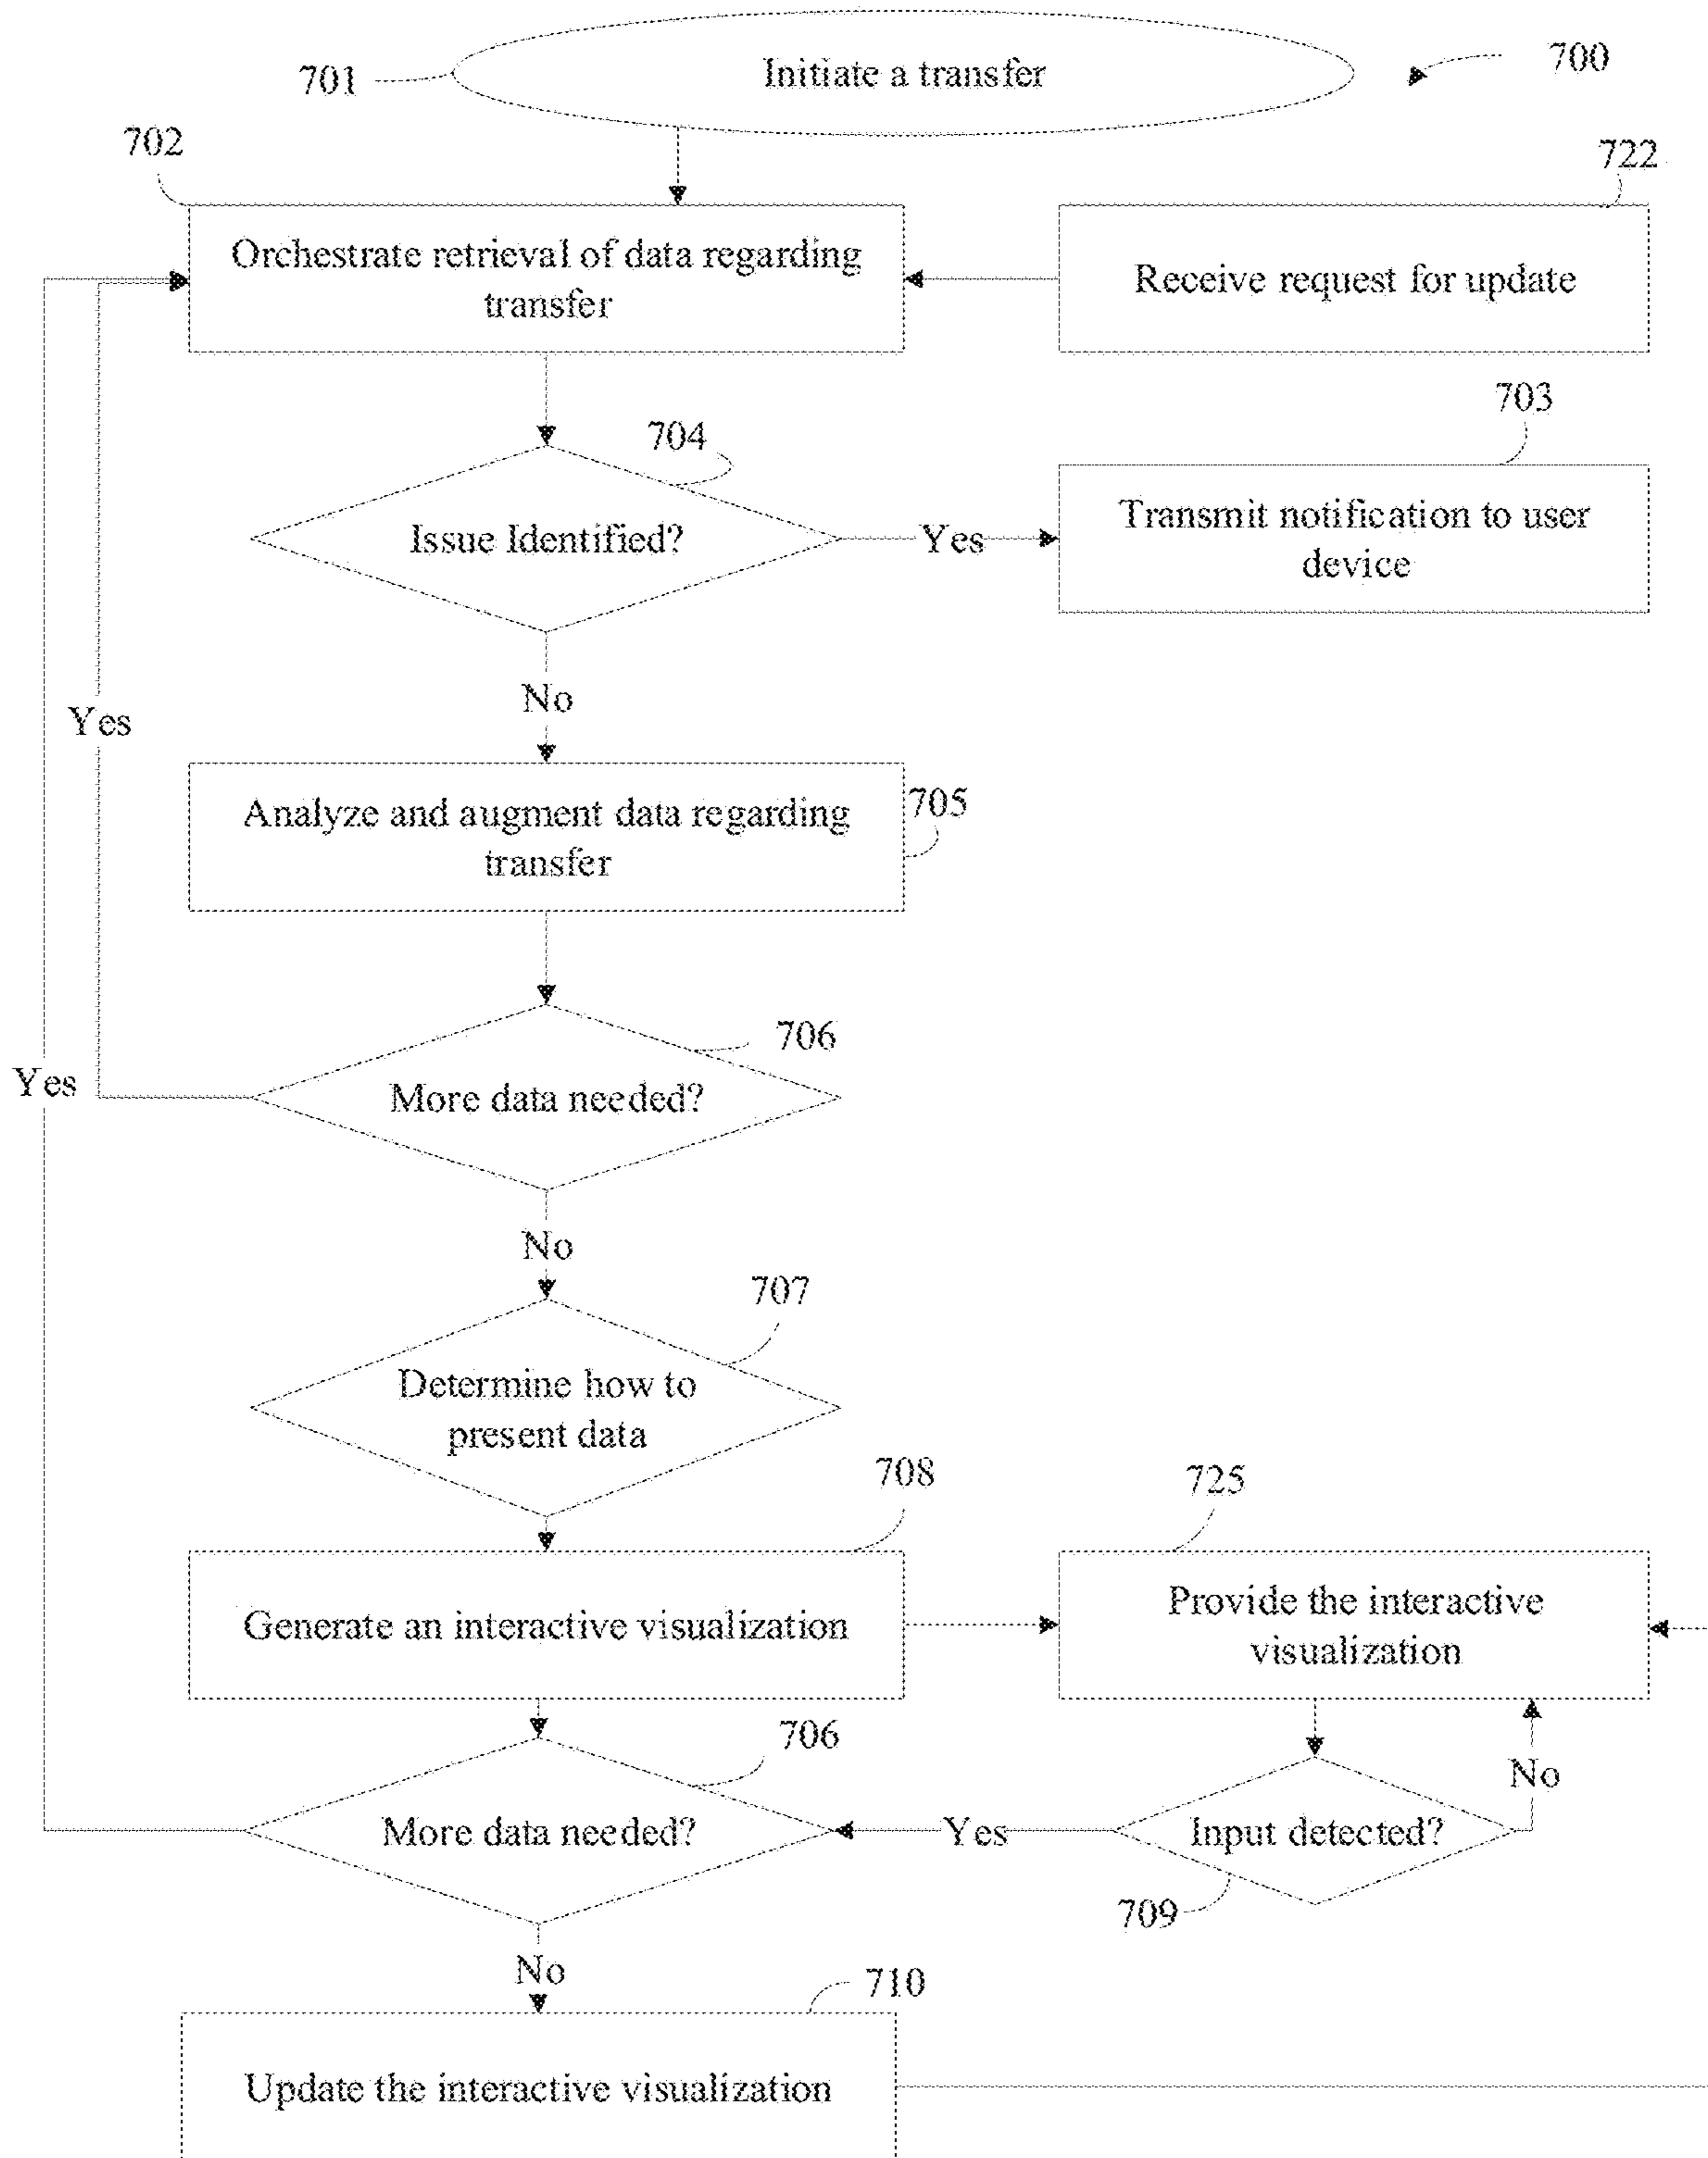 701
Initiate a transfer
700
702
722
Orchestrate retrieval of data regarding
transfer
Receive request for update
704
703
Issue Identified?
Yes
Transmit notification to user
device
No
Yes
Analyze and augment data regarding
transfer
705
706
More data needed?
Yes
No
707
Determine how to
present data
708
725
Generate an interactive visualization
Provide the interactive
visualization
706
No
More data needed?
Yes
Input detected?
709
No
710
Update the interactive visualization